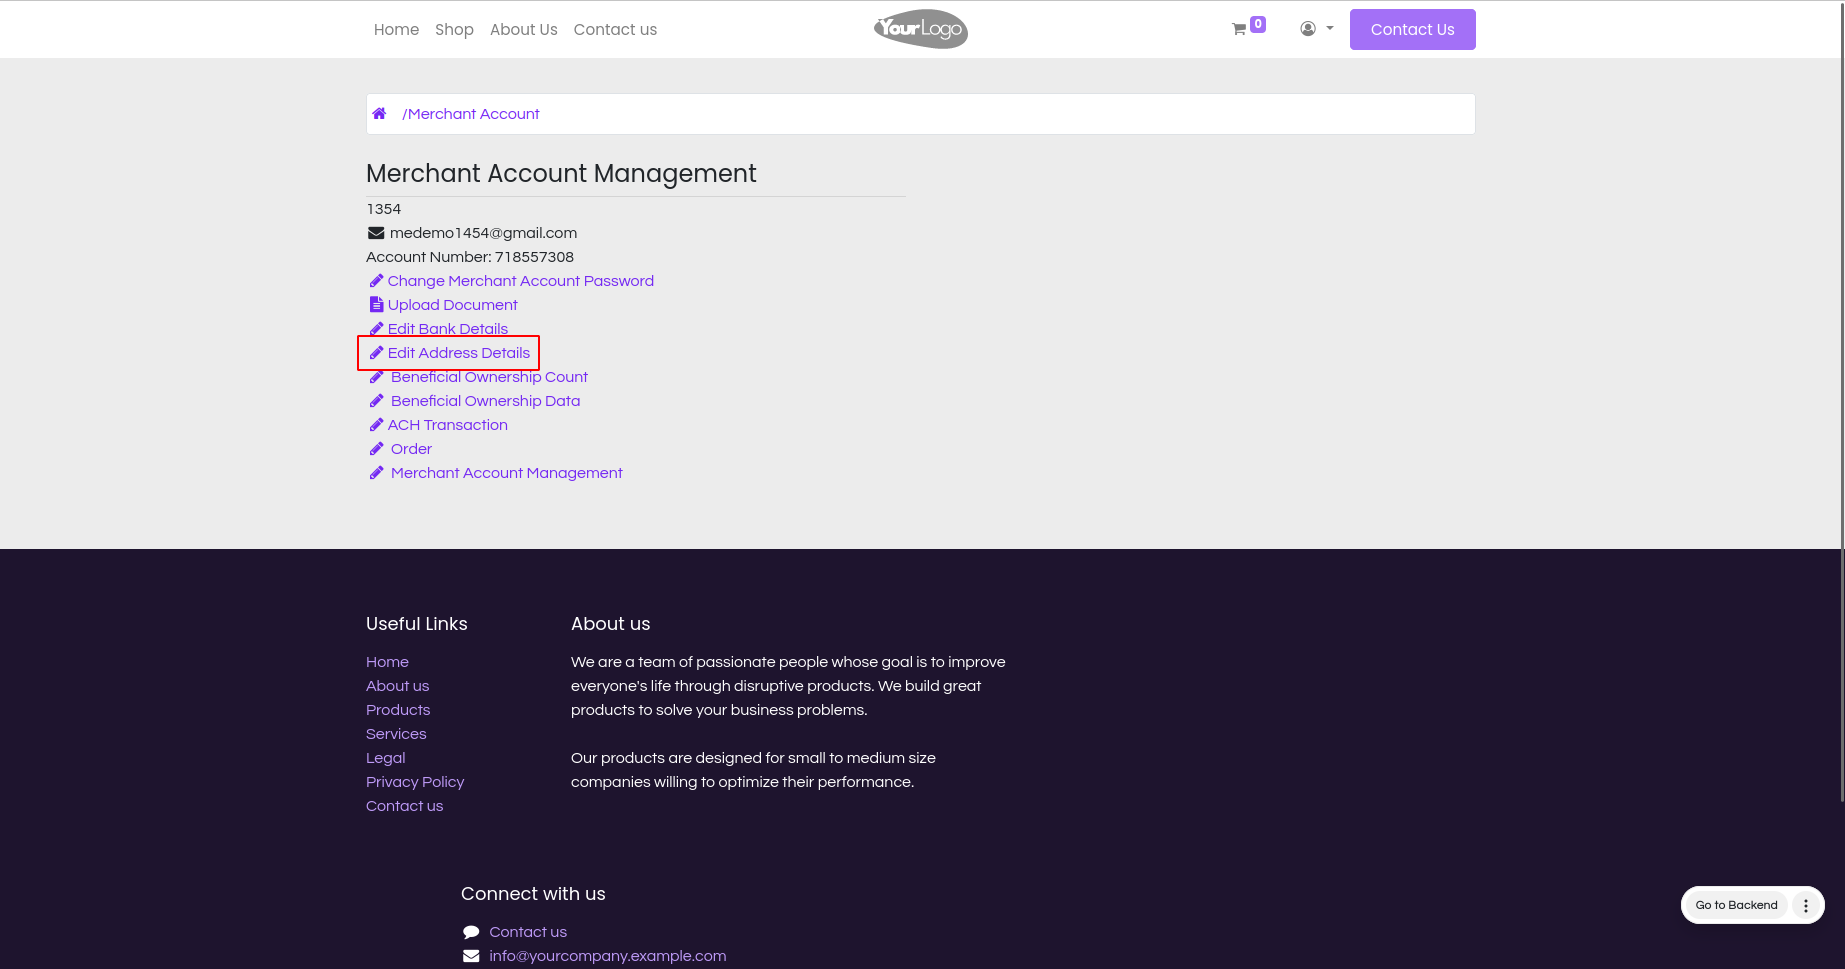 Home Shop About Us Contact us YourLogo 0 Contact Us
/Merchant Account
Merchant Account Management
1354
medemo1454@gmail.com
Account Number: 718557308
Change Merchant Account Password
Upload Document
Edit Bank Details
Edit Address Details
Beneficial Ownership Count
Beneficial Ownership Data
ACH Transaction
Order
Merchant Account Management
Useful Links
Home
About us
Products
Services
Legal
Privacy Policy
Contact us
About us
We are a team of passionate people whose goal is to improve
everyone's life through disruptive products. We build great
products to solve your business problems.
Our products are designed for small to medium size
companies willing to optimize their performance.
Connect with us
Contact us
info@yourcompany.example.com
Go to Backend